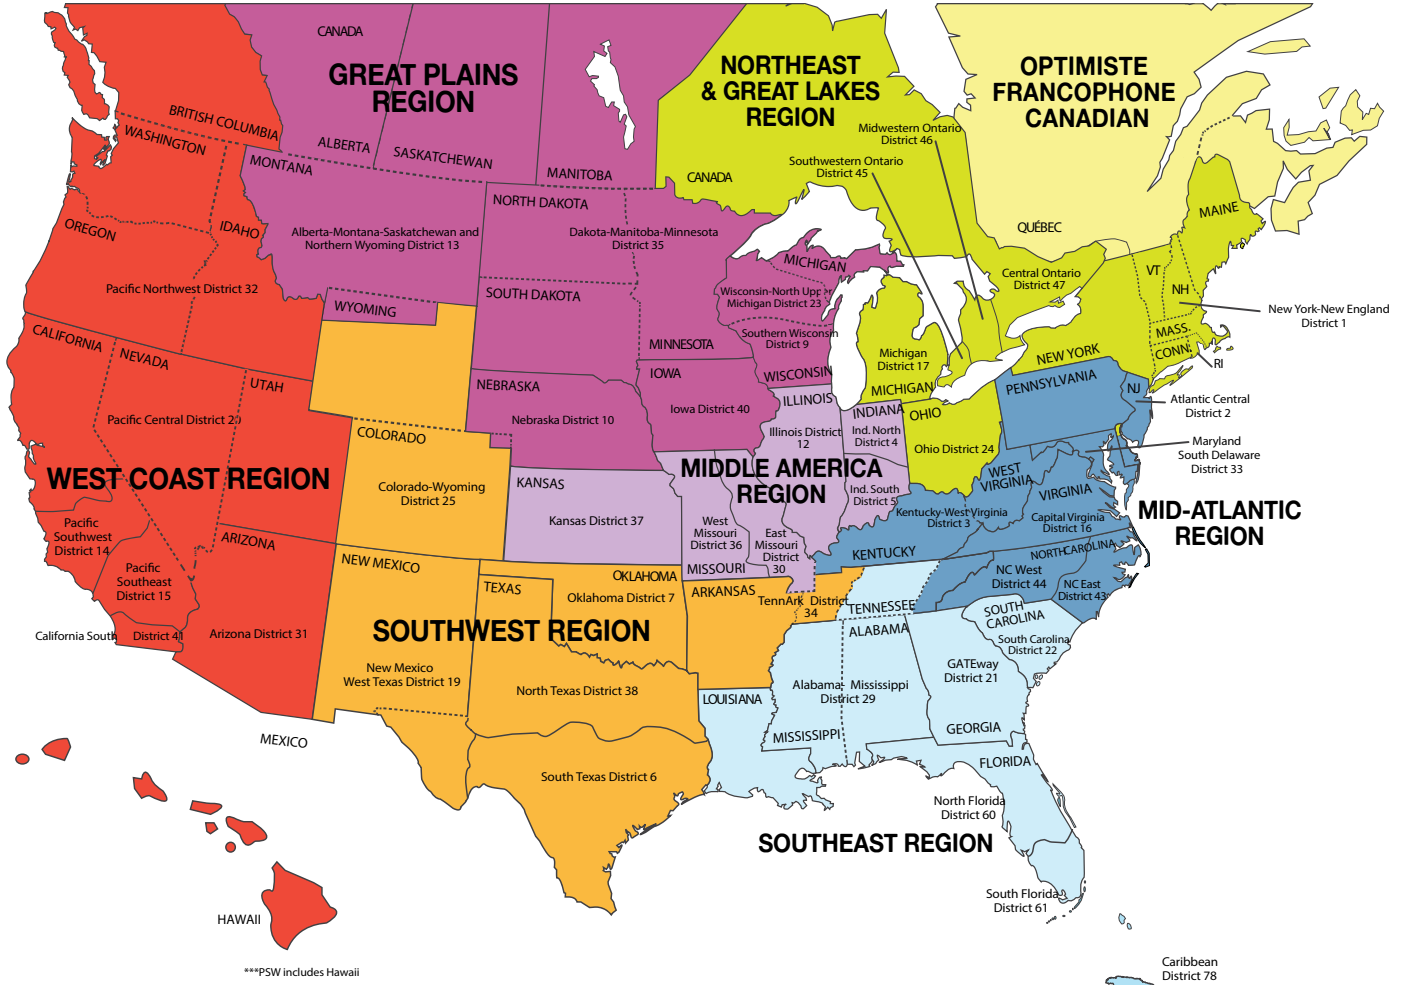 CANADA
GREAT PLAINS
REGION
NORTHEAST
& GREAT LAKES
REGION
OPTIMISTE
FRANCOPHONE
CANADIAN
BRITISH COLUMBIA
ALBERTA
SASKATCHEWAN
MANITOBA
CANADA
Midwestern Ontario
District 46
Southwestern Ontario
District 45
QUÉBEC
MAINE
WASHINGTON
MONTANA
NORTH DAKOTA
OREGON
IDAHO
Alberta-Montana-Saskatchewan and
Northern Wyoming District 13
Dakota-Manitoba-Minnesota
District 35
MICHIGAN
Central Ontario
District 47
VT
NH
Pacific Northwest District 32
WYOMING
SOUTH DAKOTA
Wisconsin-North Upper
Michigan District 23
New York-New England
District 1
MASS.
CONN.
RI
CALIFORNIA
NEVADA
UTAH
MINNESOTA
Southern Wisconsin
District 9
WISCONSIN
Michigan
District 17
MICHIGAN
NEW YORK
NEBRASKA
IOWA
PENNSYLVANIA
NJ
Atlantic Central
District 2
Pacific Central District 20
COLORADO
Nebraska District 10
Iowa District 40
ILLINOIS
INDIANA
OHIO
Illinois District
12
Ind. North
District 4
Ohio District 24
Maryland
South Delaware
District 33
WEST COAST REGION
Colorado-Wyoming
District 25
KANSAS
MIDDLE AMERICA
REGION
Ind. South
District 5
WEST
VIRGINIA
VIRGINIA
MID-ATLANTIC
REGION
Pacific
Southwest
District 14
Kansas District 37
West
Missouri
District 36
East
Missouri
District
30
Kentucky-West Virginia
District 3
Capital Virginia
District 16
ARIZONA
NEW MEXICO
MISSOURI
KENTUCKY
NORTH CAROLINA
Pacific
Southeast
District 15
OKLAHOMA
TEXAS
Oklahoma District 7
ARKANSAS
TennArk District
34
TENNESSEE
NC West
District 44
NC East
District 43
California South District 41
Arizona District 31
SOUTHWEST REGION
ALABAMA
SOUTH
CAROLINA
South Carolina
District 22
New Mexico
West Texas District 19
North Texas District 38
LOUISIANA
Alabama- Mississippi
District 29
GATEway
District 21
MEXICO
MISSISSIPPI
GEORGIA
South Texas District 6
FLORIDA
North Florida
District 60
SOUTHEAST REGION
South Florida
District 61
HAWAII
***PSW includes Hawaii
Caribbean
District 78